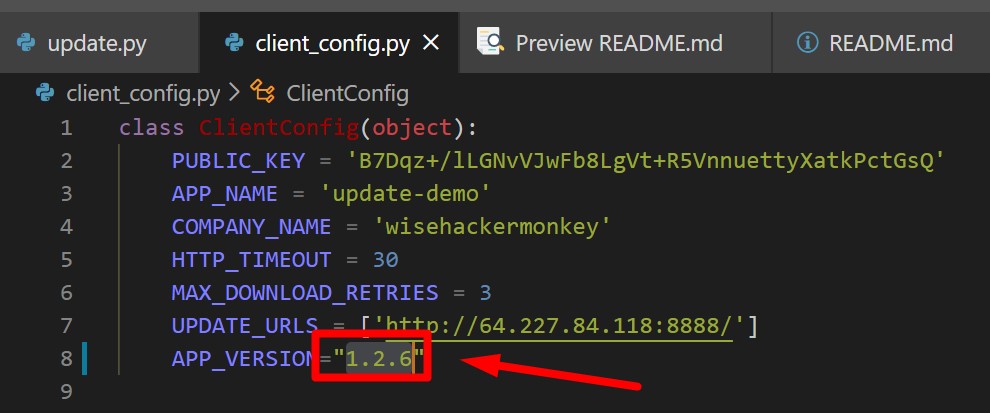 update.py client_config.py Preview README.md README.md
client_config.py > ClientConfig
1 class ClientConfig(object):
2 PUBLIC_KEY = 'B7Dqz+/lLGNvVJwFb8LgVt+R5VnnuettyXatkPctGsQ'
3 APP_NAME = 'update-demo'
4 COMPANY_NAME = 'wisehackermonkey'
5 HTTP_TIMEOUT = 30
6 MAX_DOWNLOAD_RETRIES = 3
7 UPDATE_URLS = ['http://64.227.84.118:8888/']
8 APP_VERSION="1.2.6"
9